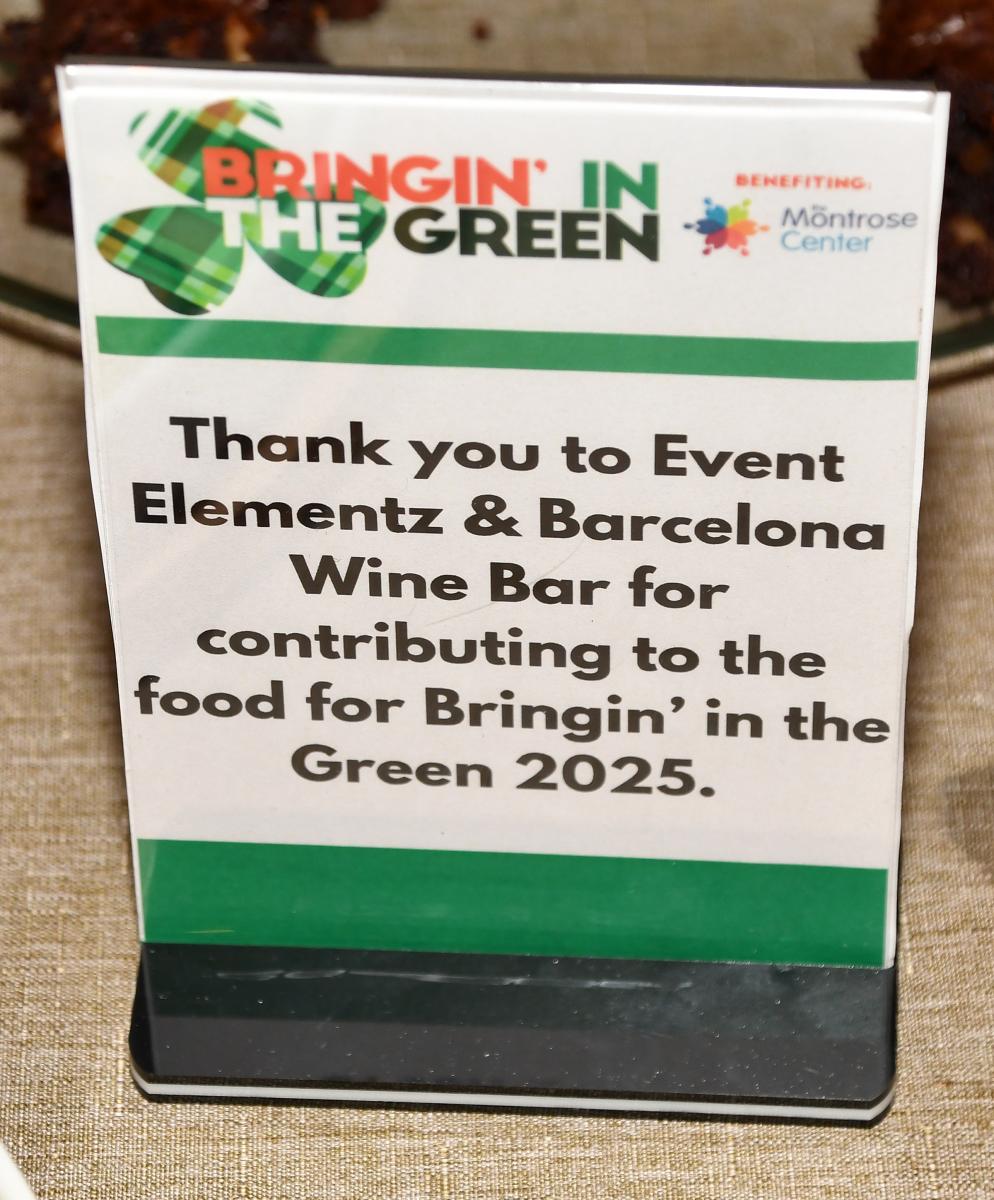 BRINGIN' IN
THE GREEN
BENEFITING:
the
Montrose
Center
Thank you to Event
Elementz & Barcelona
Wine Bar for
contributing to the
food for Bringin' in the
Green 2025.